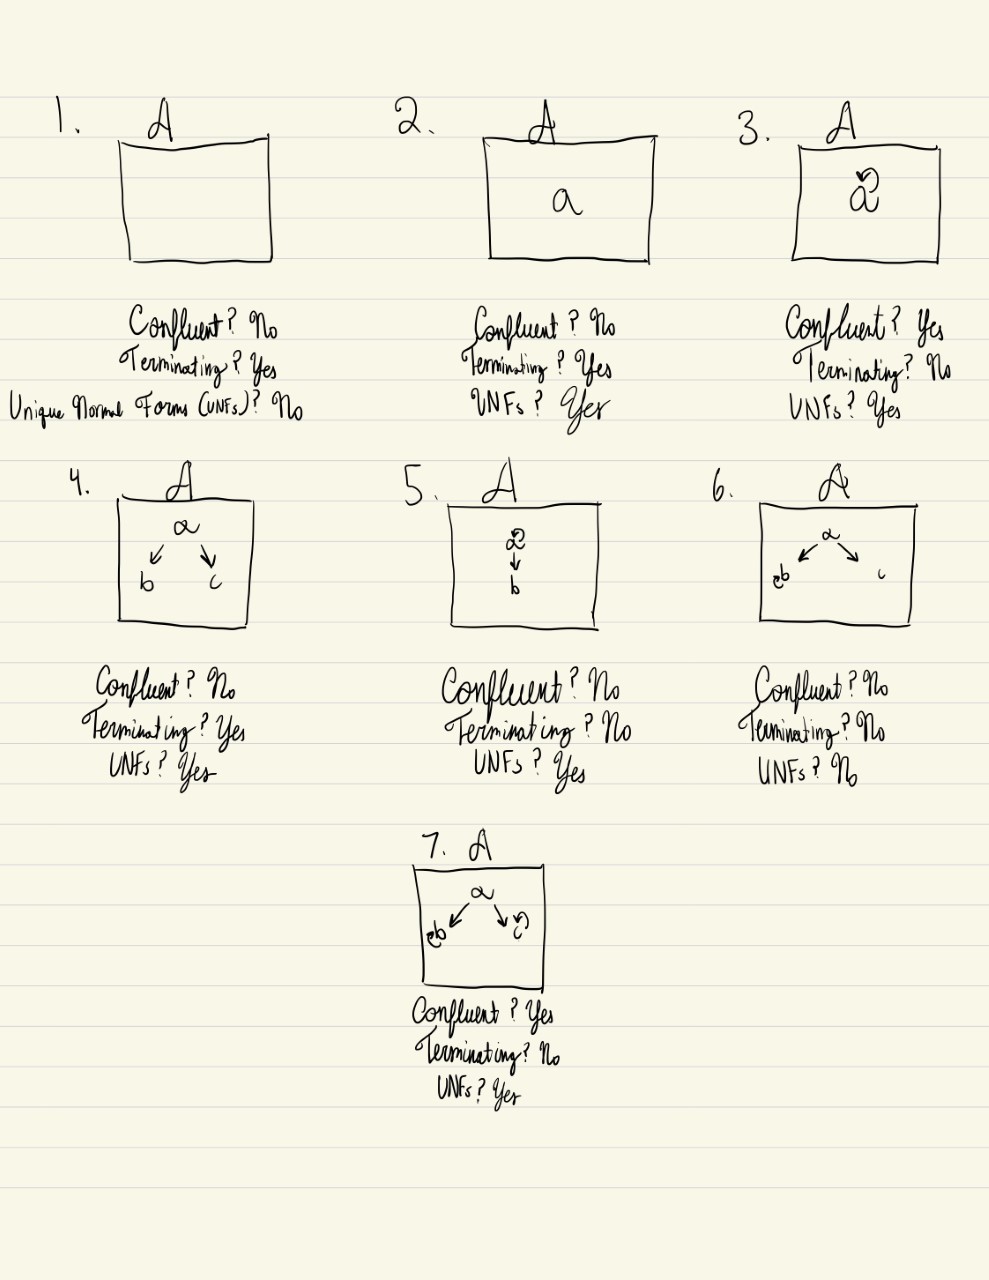 1. A 2. A 3. A
a a
Confluent? No Confluent? No Confluent? Yes
Terminating? Yes Terminating? Yes Terminating? No
Unique Normal Forms (UNFs)? No UNFs? Yes UNFs? Yes
4. A 5. A 6. A
a a a
b c b b c
Confluent? No Confluent? No Confluent? No
Terminating? Yes Terminating? No Terminating? No
UNFs? Yes UNFs? Yes UNFs? No
7. A
a
b c
Confluent? Yes
Terminating? No
UNFs? Yes